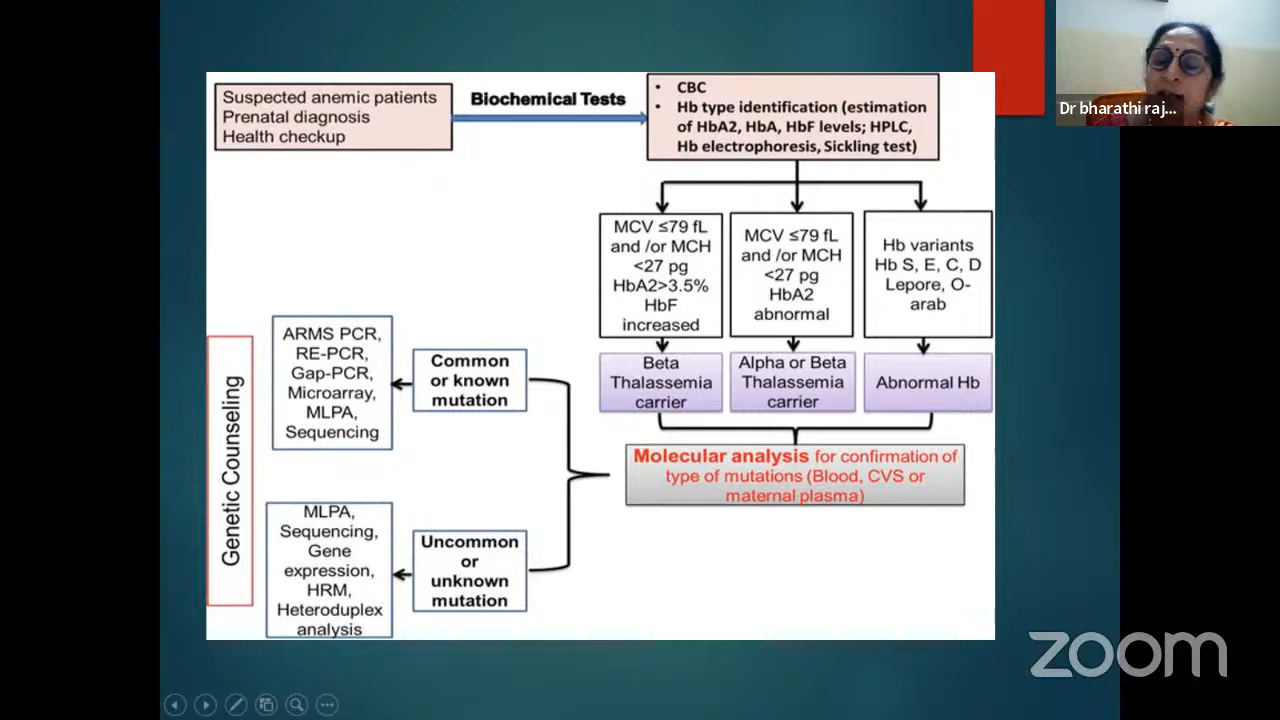 Suspected anemic patients
Prenatal diagnosis
Health checkup
Biochemical Tests
• CBC
• Hb type identification (estimation
of HbA2, HbA, HbF levels; HPLC,
Hb electrophoresis, Sickling test)
Dr bharathi raj...
MCV ≤79 fL
and /or MCH
<27 pg
HbA2>3.5%
HbF
increased
MCV ≤79 fL
and /or MCH
<27 pg
HbA2
abnormal
Hb variants
Hb S, E, C, D
Lepore, O-
arab
Beta
Thalassemia
carrier
Alpha or Beta
Thalassemia
carrier
Abnormal Hb
Molecular analysis for confirmation of
type of mutations (Blood, CVS or
maternal plasma)
Common
or known
mutation
ARMS PCR,
RE-PCR,
Gap-PCR,
Microarray,
MLPA,
Sequencing
Uncommon
or
unknown
mutation
MLPA,
Sequencing,
Gene
expression,
HRM,
Heteroduplex
analysis
Genetic Counseling
zoom